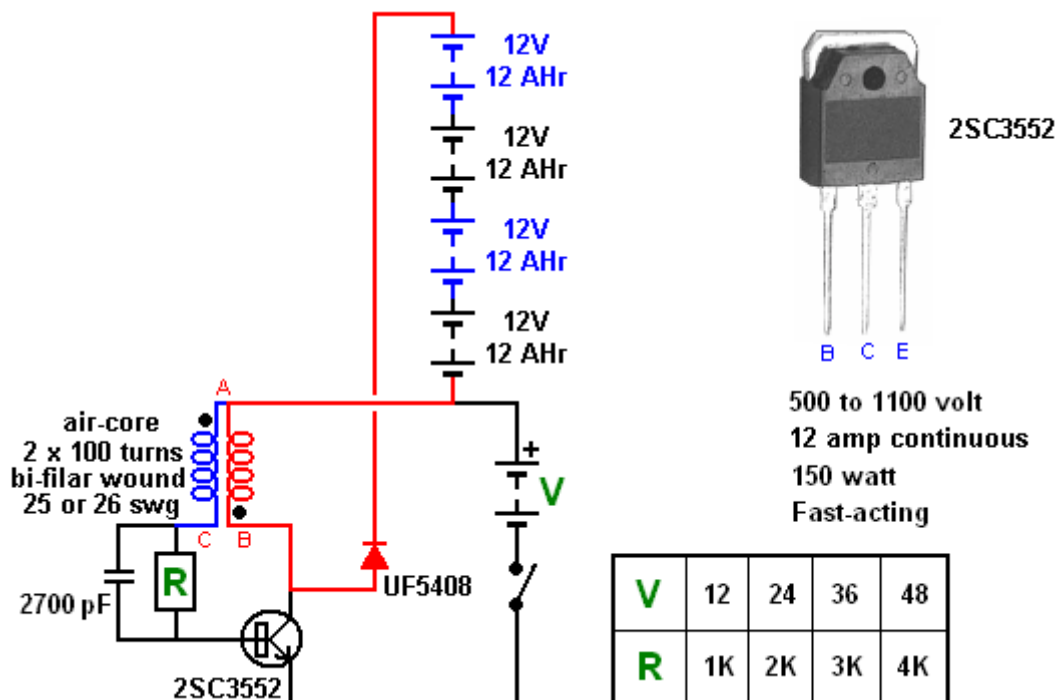 12V
12 AHr
12V
12 AHr
12V
12 AHr
12V
12 AHr
2SC3552
B C E
500 to 1100 volt
12 amp continuous
150 watt
Fast-acting
A
air-core
2 x 100 turns
bi-filar wound
25 or 26 swg
C B
+
V
R
2700 pF
UF5408
2SC3552
V 12 24 36 48
R 1K 2K 3K 4K